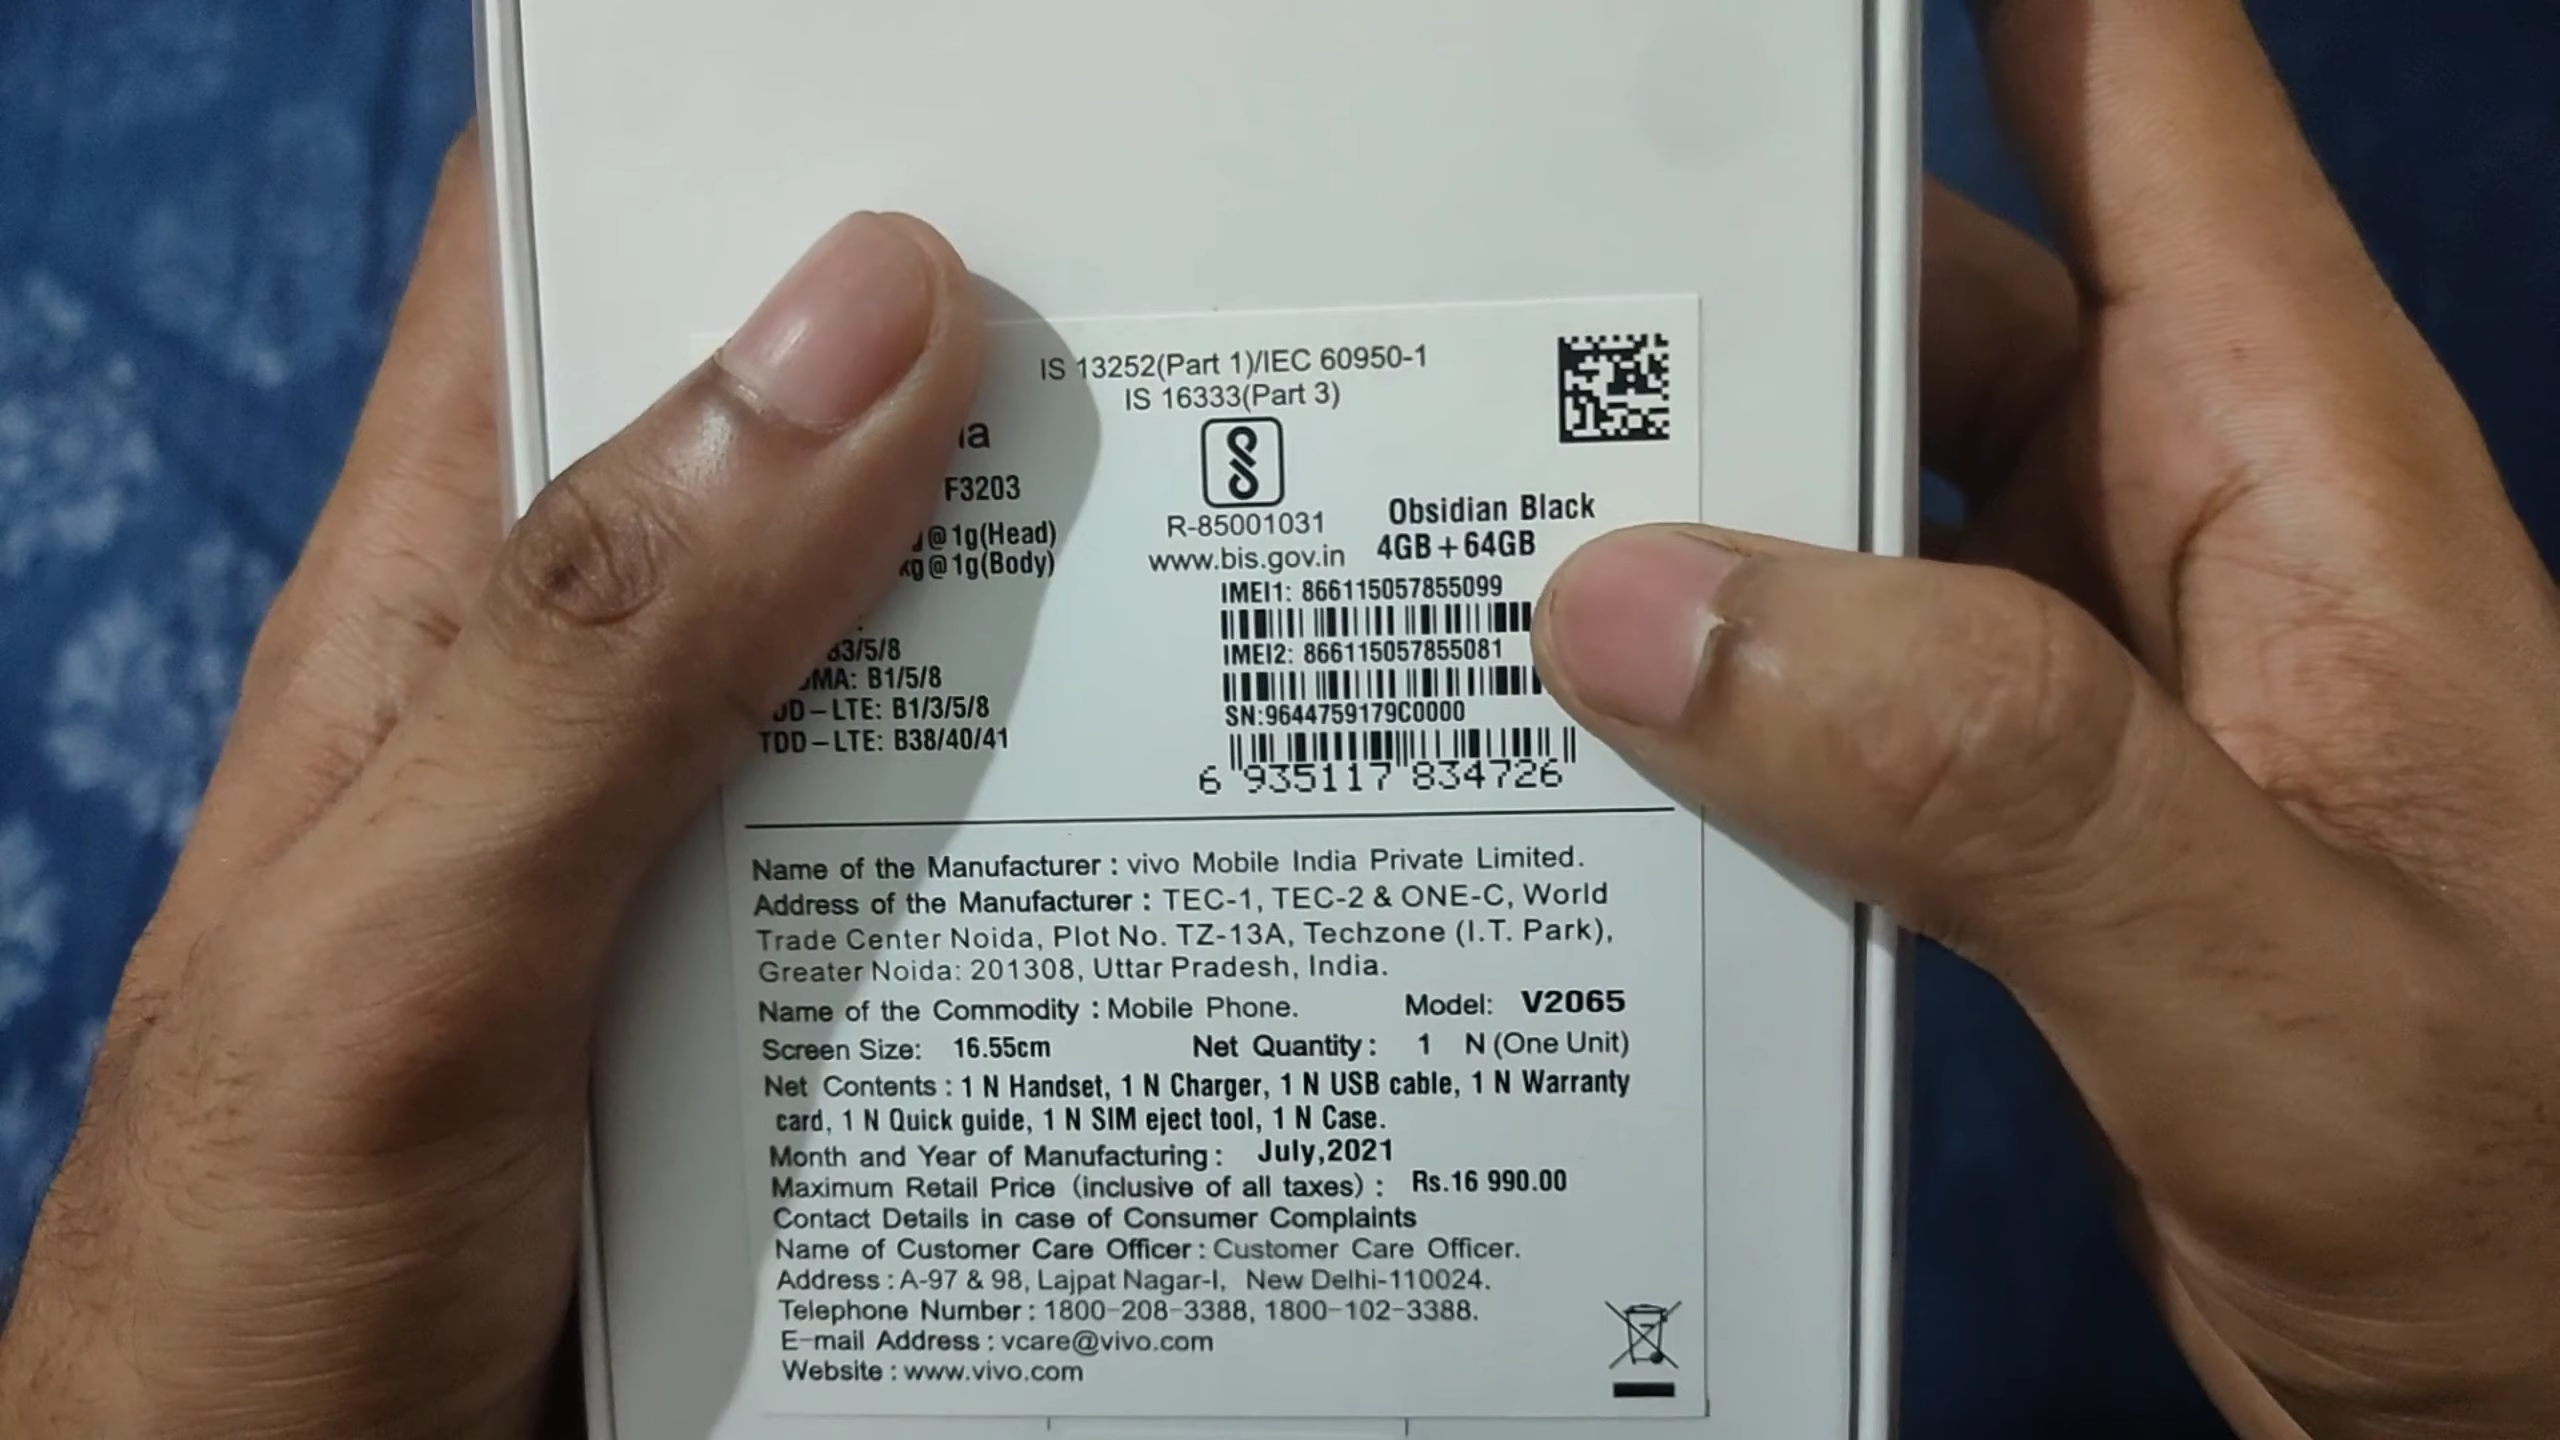 IS 13252(Part 1)/IEC 60950-1
IS 16333(Part 3)
F3203
@1g(Head)
@1g(Body)
R-85001031
www.bis.gov.in
Obsidian Black
4GB+64GB
IMEI1: 866115057855099
IMEI2: 866115057855081
SN:9644759179C0000
6 935117 834726
B3/5/8
B1/5/8
LTE: B1/3/5/8
TDD-LTE: B38/40/41
Name of the Manufacturer : vivo Mobile India Private Limited.
Address of the Manufacturer : TEC-1, TEC-2 & ONE-C, World
Trade Center Noida, Plot No. TZ-13A, Techzone (I.T. Park),
Greater Noida: 201308, Uttar Pradesh, India.
Name of the Commodity : Mobile Phone. Model: V2065
Screen Size: 16.55cm Net Quantity: 1 N (One Unit)
Net Contents : 1 N Handset, 1 N Charger, 1 N USB cable, 1 N Warranty
card, 1 N Quick guide, 1 N SIM eject tool, 1 N Case.
Month and Year of Manufacturing: July,2021
Maximum Retail Price (inclusive of all taxes) : Rs.16 990.00
Contact Details in case of Consumer Complaints
Name of Customer Care Officer : Customer Care Officer.
Address : A-97 & 98, Lajpat Nagar-I, New Delhi-110024.
Telephone Number : 1800-208-3388, 1800-102-3388.
E-mail Address : vcare@vivo.com
Website : www.vivo.com